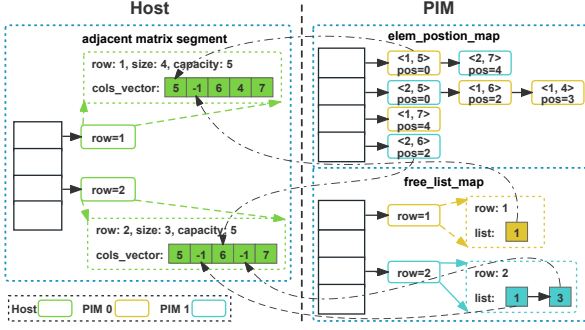 Host
PIM
adjacent matrix segment
row: 1, size: 4, capacity: 5
cols_vector: 5 -1 6 4 7
row=1
row=2
row: 2, size: 3, capacity: 5
cols_vector: 5 -1 6 -1 7
Host PIM 0 PIM 1
elem_postion_map
<1, 5> pos=0
<2, 7> pos=4
<2, 5> pos=0
<1, 6> pos=2
<1, 4> pos=3
<1, 7> pos=4
<2, 6> pos=2
free_list_map
row=1
row: 1
list: 1
row=2
row: 2
list: 1 3